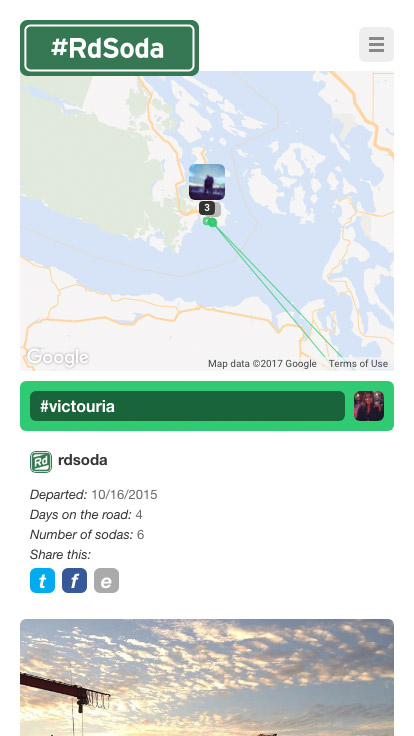 #RdSoda
3
Google
Map data ©2017 Google
Terms of Use
#victouria
Rd
rdsoda
Departed: 10/16/2015
Days on the road: 4
Number of sodas: 6
Share this:
t f e